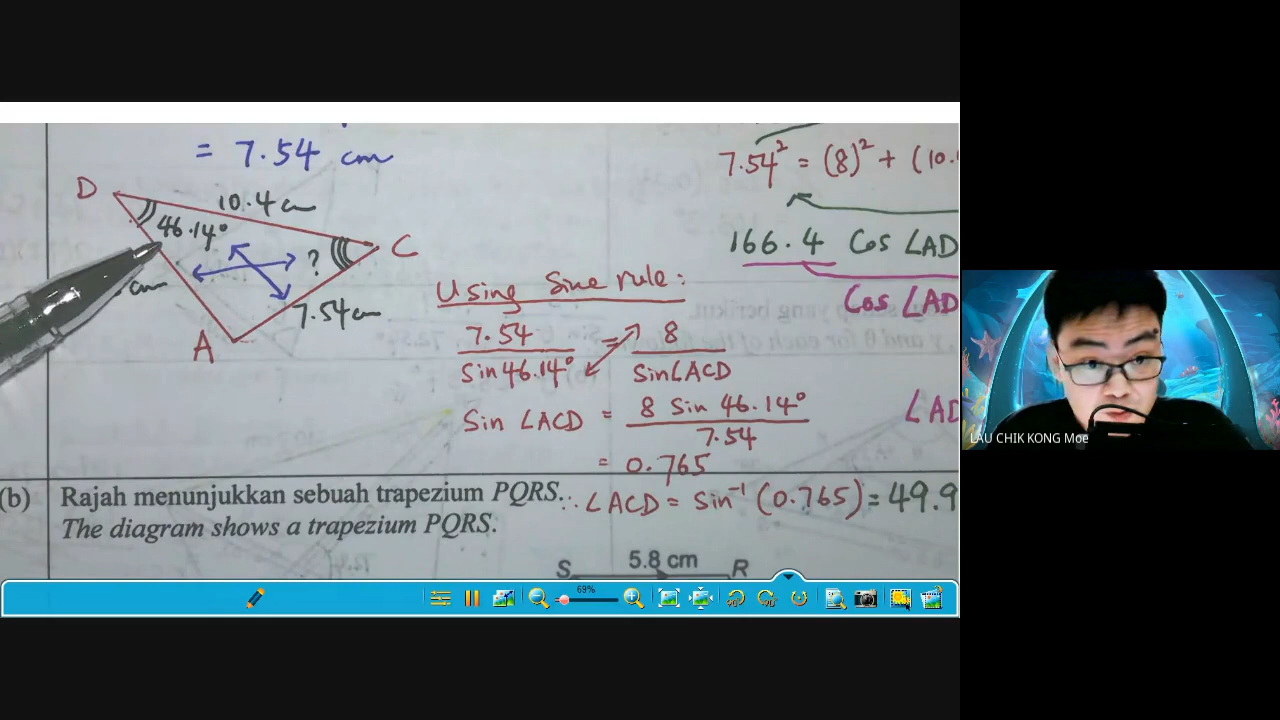 = 7.54 cm
D
10.4 cm
46.14°
?
C
cm
7.54 cm
A
7.54² = (8)² + (10.
166.4 Cos ∠AD
Cos ∠AD
∠AD
Using Sine rule:
7.54 / sin 46.14° = 8 / Sin∠ACD
Sin ∠ACD = 8 Sin 46.14° / 7.54
= 0.765
∴ ∠ACD = Sin⁻¹ (0.765) = 49.9
(b) Rajah menunjukkan sebuah trapezium PQRS.
The diagram shows a trapezium PQRS.
S 5.8 cm R
69%
LAU CHIK KONG Moe